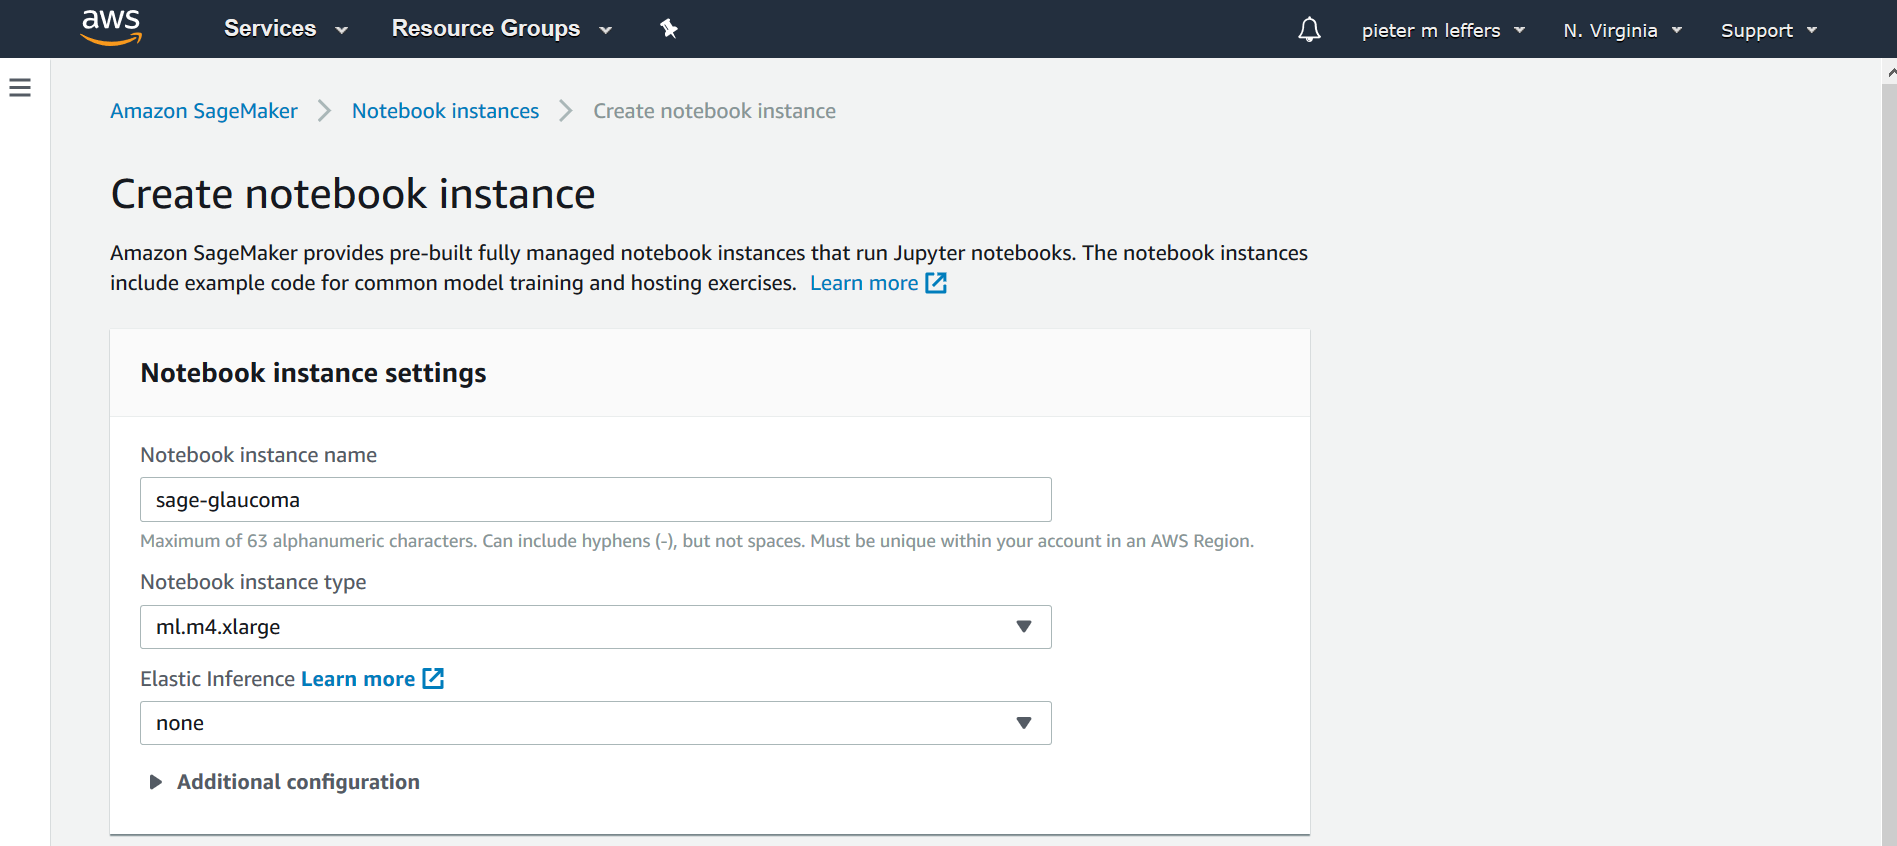 aws Services Resource Groups pieter m leffers N. Virginia Support
Amazon SageMaker Notebook instances Create notebook instance
Create notebook instance
Amazon SageMaker provides pre-built fully managed notebook instances that run Jupyter notebooks. The notebook instances
include example code for common model training and hosting exercises. Learn more
Notebook instance settings
Notebook instance name
sage-glaucoma
Maximum of 63 alphanumeric characters. Can include hyphens (-), but not spaces. Must be unique within your account in an AWS Region.
Notebook instance type
ml.m4.xlarge
Elastic Inference Learn more
none
Additional configuration